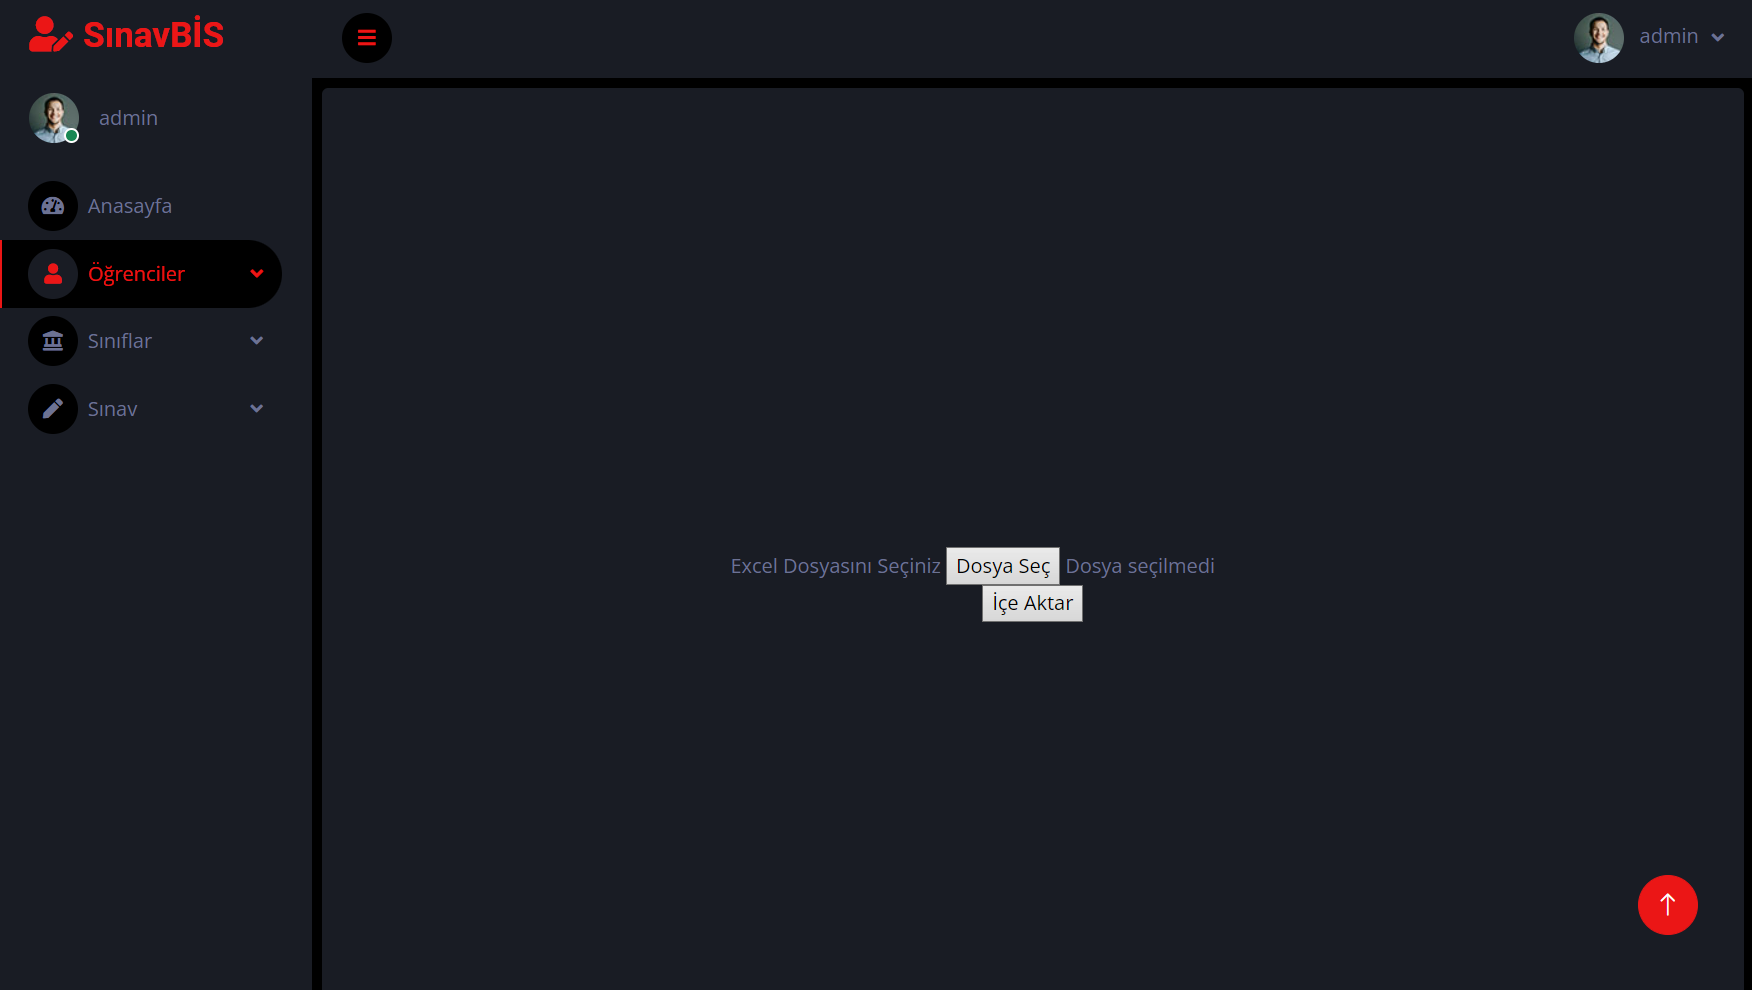 SınavBİS
admin
admin
Anasayfa
Öğrenciler
Sınıflar
Sınav
Excel Dosyasını Seçiniz Dosya Seç Dosya seçilmedi
İçe Aktar